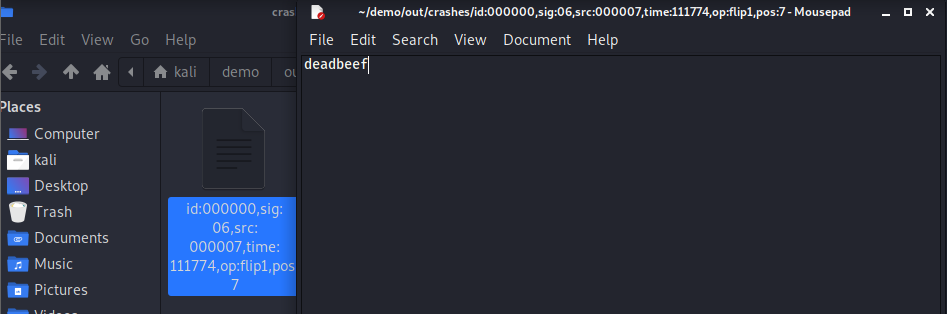 crash
File Edit View Go Help
kali demo ou
Places
Computer
kali
Desktop
Trash
Documents
Music
Pictures
Videos
id:000000,sig:
06,src:
000007,time:
111774,op:flip1,pos:
7
~/demo/out/crashes/id:000000,sig:06,src:000007,time:111774,op:flip1,pos:7 - Mousepad
File Edit Search View Document Help
deadbeef